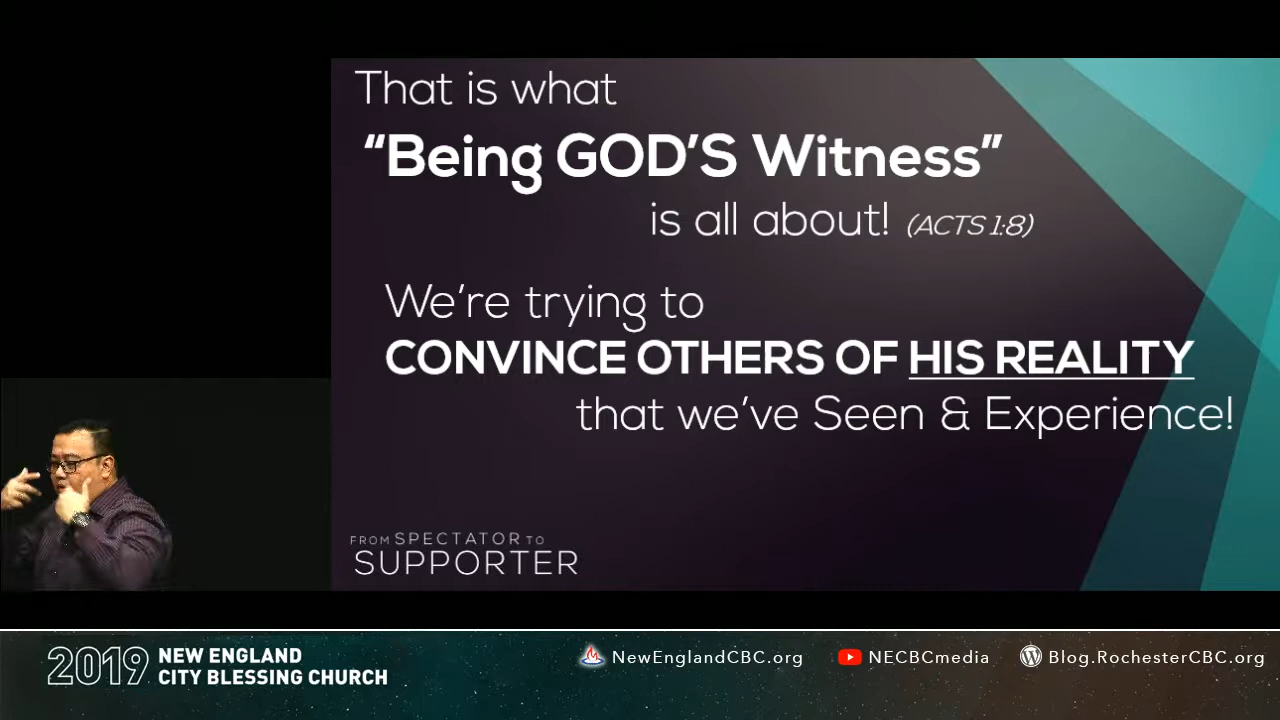 That is what
“Being GOD’S Witness”
is all about! (ACTS 1:8)
We’re trying to
CONVINCE OTHERS OF HIS REALITY
that we’ve Seen & Experience!
FROM SPECTATOR TO
SUPPORTER
2019 NEW ENGLAND
CITY BLESSING CHURCH
NewEnglandCBC.org
NECBCmedia
Blog.RochesterCBC.org